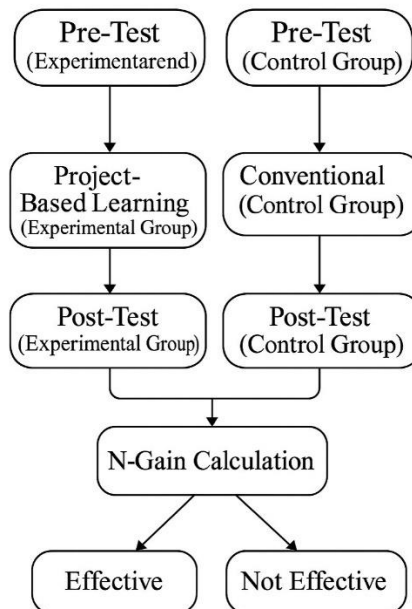 Pre-Test
(Experimentarend)
Pre-Test
(Control Group)
Project-
Based Learning
(Experimental Group)
Conventional
(Control Group)
Post-Test
(Experimental Group)
Post-Test
(Control Group)
N-Gain Calculation
Effective
Not Effective